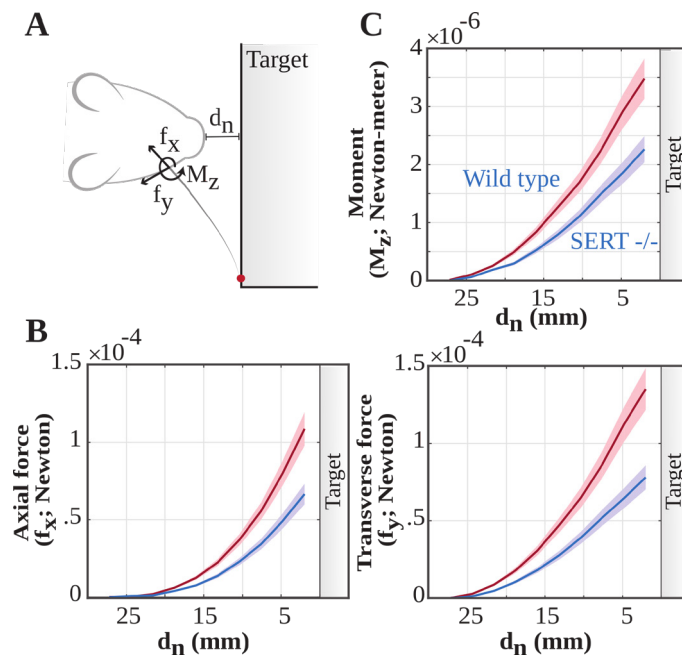 A
Target
dn
fx
Mz
fy
C
×10-6
4
3
2
1
0
Moment
(Mz; Newton-meter)
Wild type
SERT -/-
Target
25
15
5
dn (mm)
B
×10-4
1.5
1
.5
0
Axial force
(fx; Newton)
Target
25
15
5
dn (mm)
×10-4
1.5
1
.5
0
Transverse force
(fy; Newton)
Target
25
15
5
dn (mm)